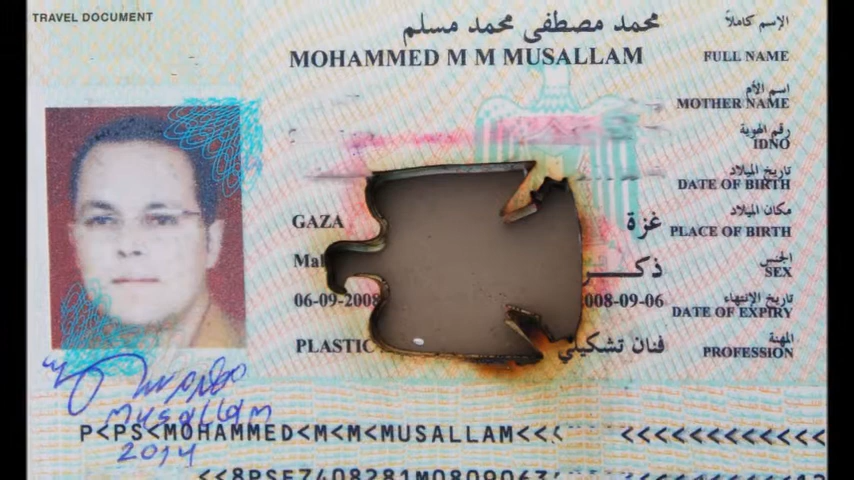 TRAVEL DOCUMENT
محمد مصطفى محمد مسلم الإسم كاملاً
MOHAMMED M M MUSALLAM FULL NAME
اسم الأم
MOTHER NAME
رقم الهوية
IDNO
تاريخ الميلاد
DATE OF BIRTH
GAZA غزة مكان الميلاد
PLACE OF BIRTH
ذكر الجنس
SEX
06-09-2008 008-09-06 تاريخ الإنتهاء
DATE OF EXPIRY
PLASTIC فنان تشكيلي المهنة
PROFESSION
musallam
2014
P<PS<MOHAMMED<M<M<MUSALLAM<<< <<<<<<<<<<<<